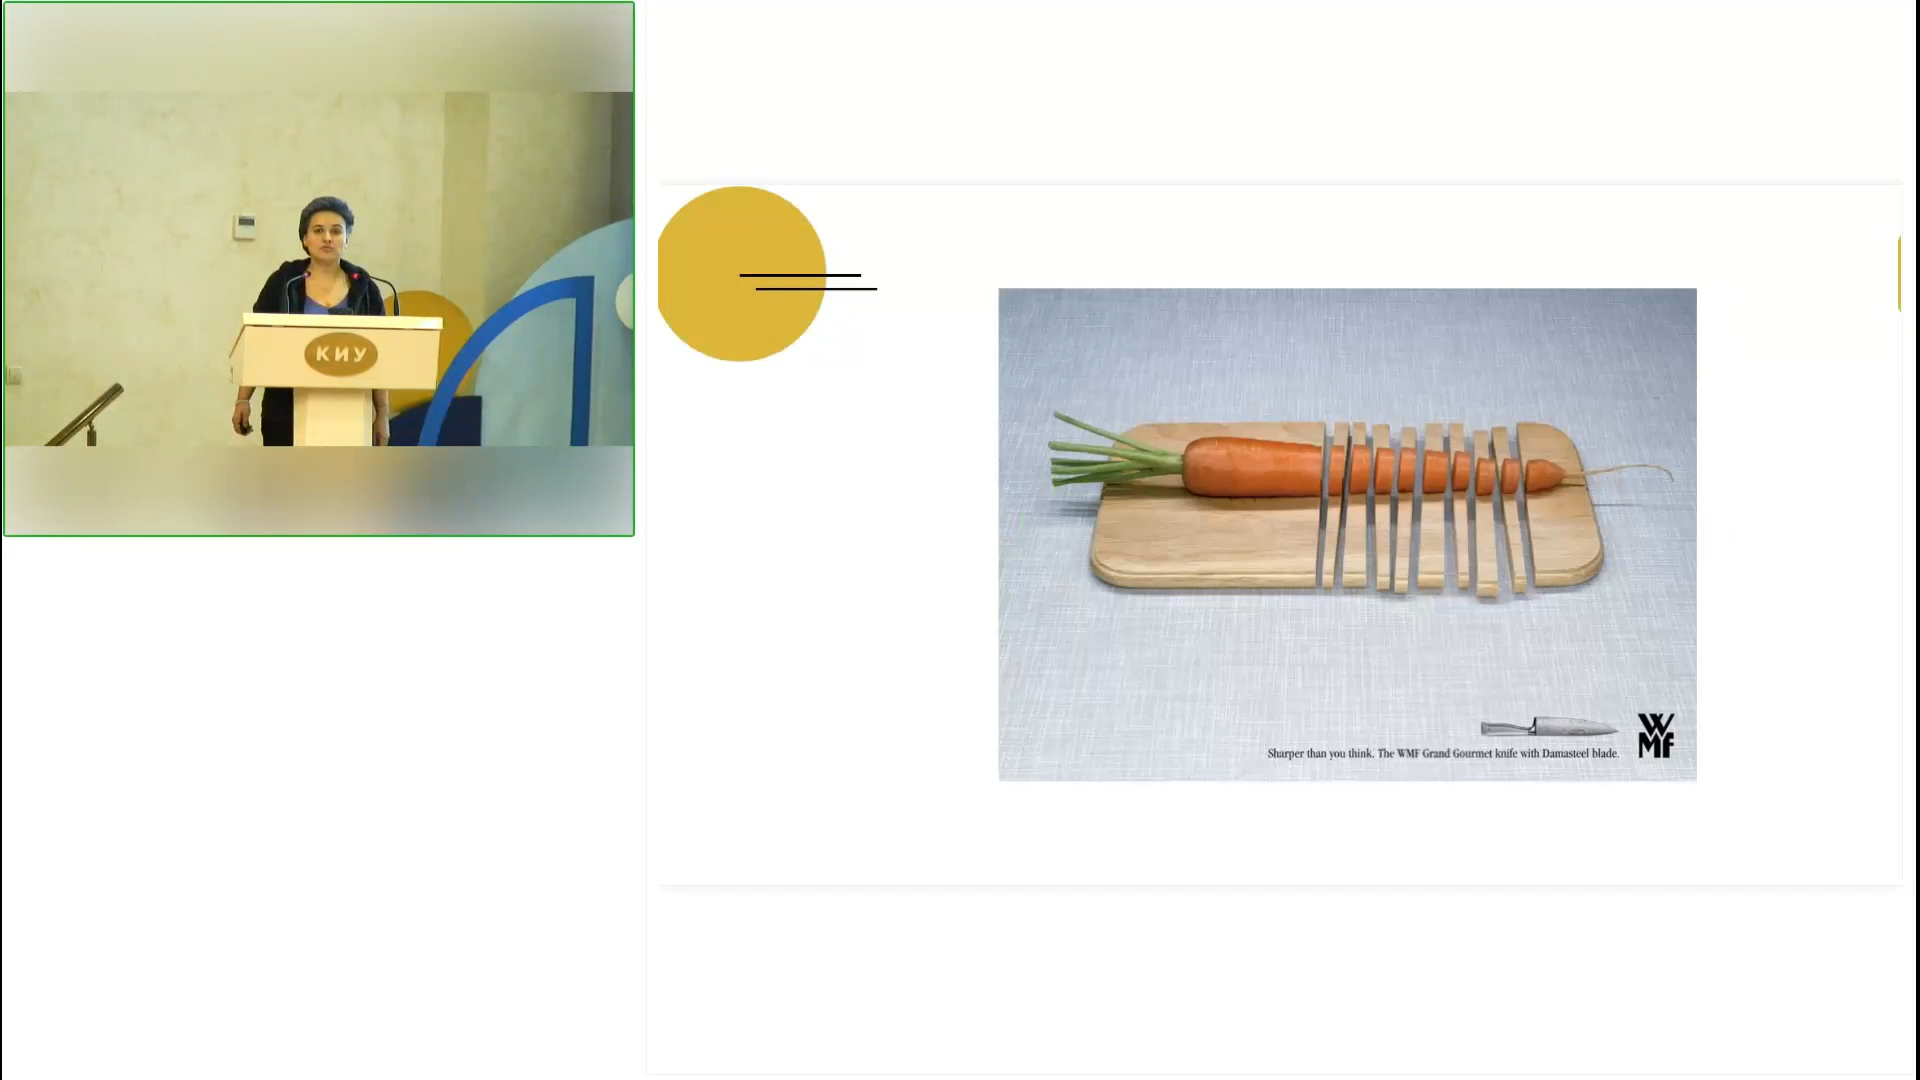 КИУ
Sharper than you think. The WMF Grand Gourmet knife with Damasteel blade.
WMF